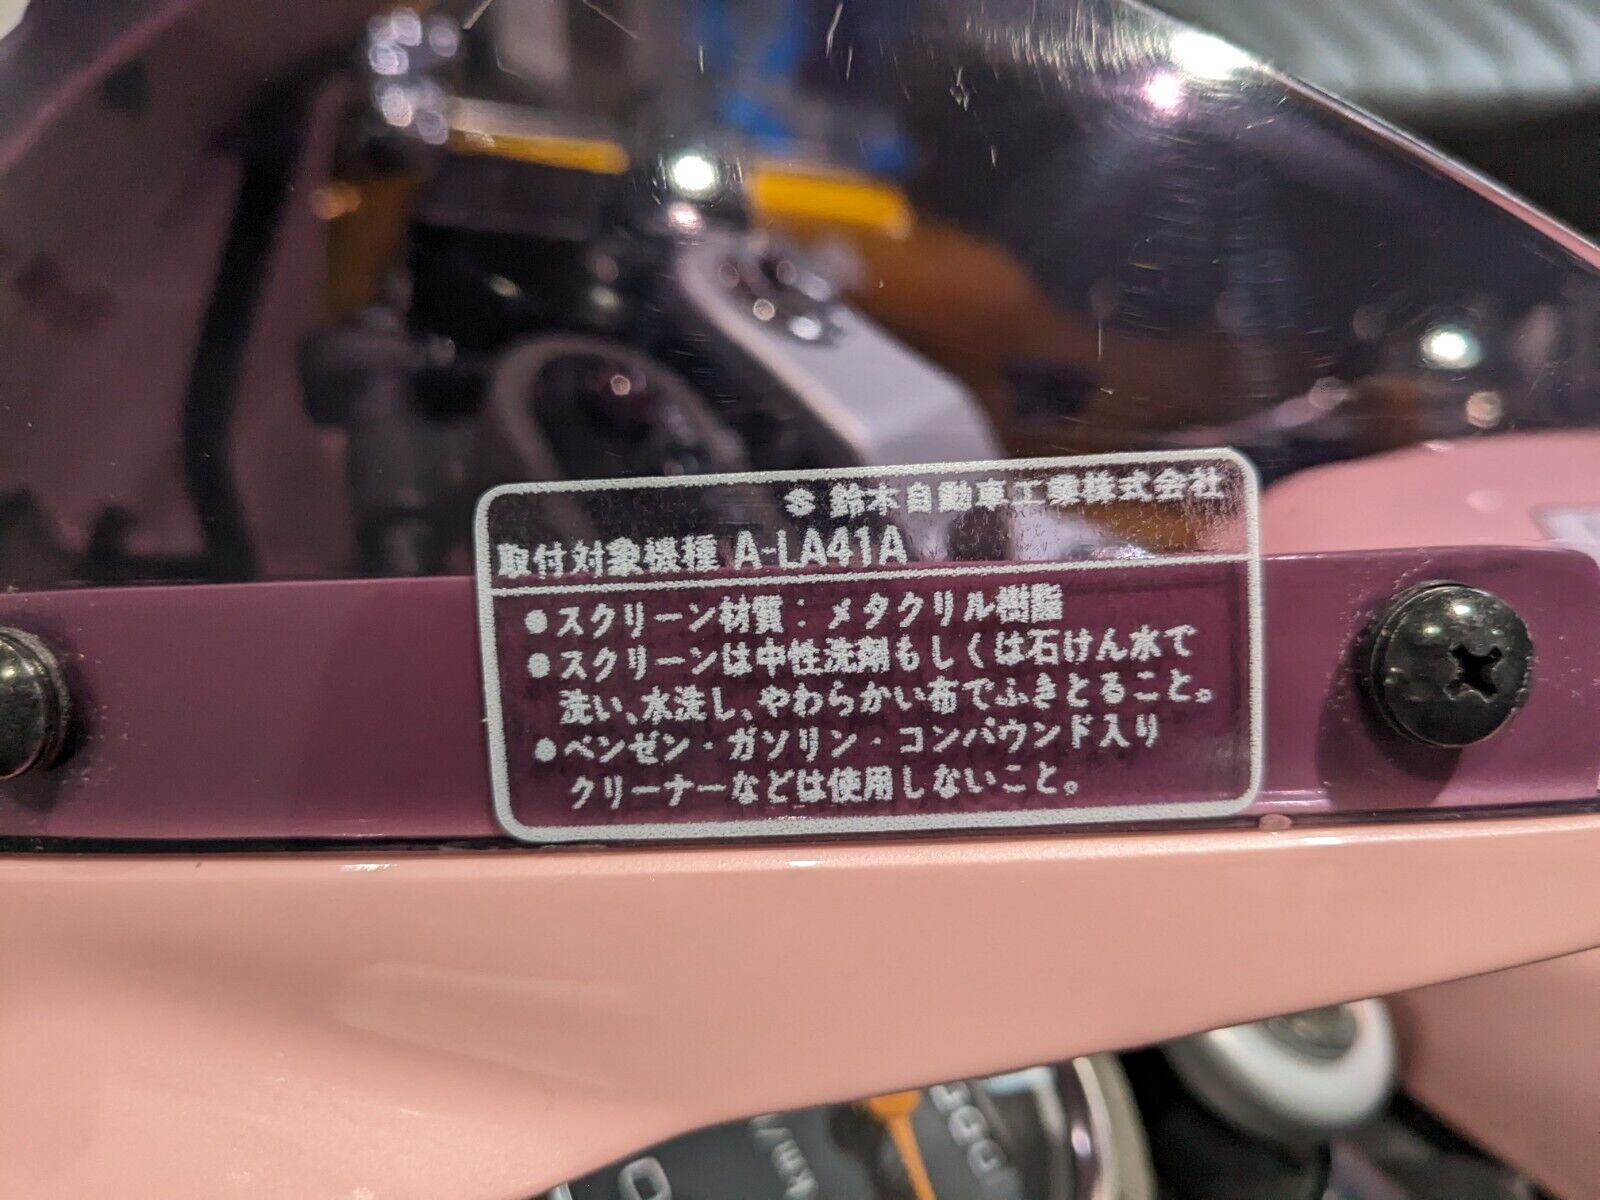 鈴木自動車工業株式会社
取付対象機種 A-LA41A
●スクリーン材質：メタクリル樹脂
●スクリーンは中性洗剤もしくは石けん水で
洗い、水洗し、やわらかい布でふきとること。
●ベンゼン・ガソリン・コンパウンド入り
クリーナーなどは使用しないこと。
km/
0